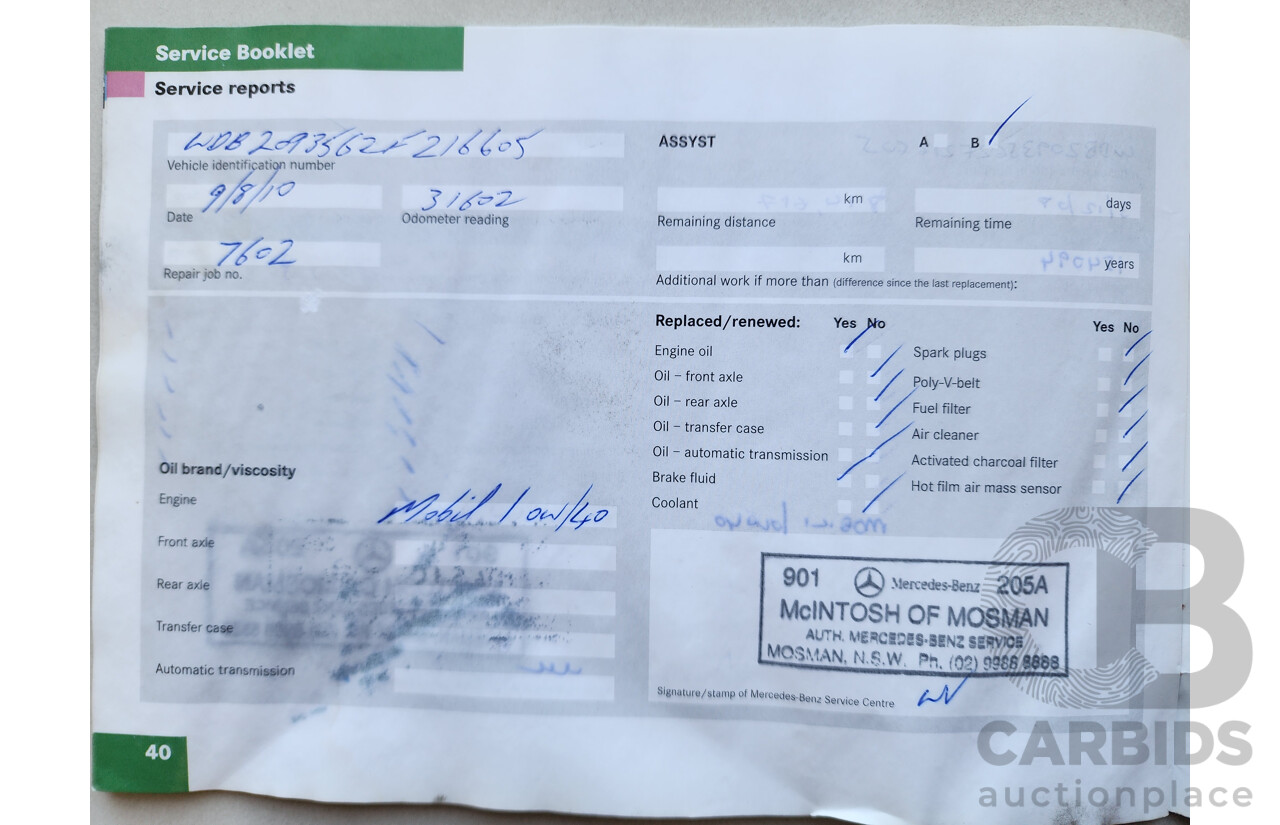 Service Booklet
Service reports
WDB2093562F216605
Vehicle identification number
9/8/10
Date
31602
Odometer reading
7602
Repair job no.
ASSYST
A B
km
Remaining distance
days
Remaining time
km
years
Additional work if more than (difference since the last replacement):
Replaced/renewed: Yes No
Engine oil
Oil – front axle
Oil – rear axle
Oil – transfer case
Oil – automatic transmission
Brake fluid
Coolant
Yes No
Spark plugs
Poly-V-belt
Fuel filter
Air cleaner
Activated charcoal filter
Hot film air mass sensor
Oil brand/viscosity
Engine
Mobil 1 0w/40
Front axle
Rear axle
Transfer case
Automatic transmission
901 Mercedes-Benz 205A
McINTOSH OF MOSMAN
AUTH. MERCEDES-BENZ SERVICE
MOSMAN, N.S.W. Ph. (02) 9966 8888
Signature/stamp of Mercedes-Benz Service Centre
40
CB
CARBIDS
auctionplace